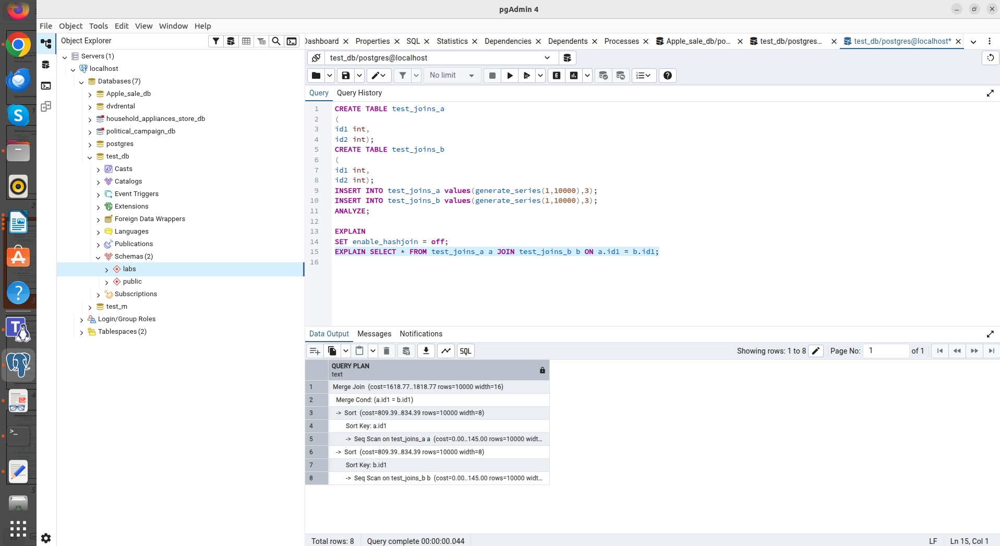 pgAdmin 4
File Object Tools Edit View Window Help
Object Explorer
Dashboard Properties SQL Statistics Dependencies Dependents Processes Apple_sale_db/po... test_db/postgres... test_db/postgres@localhost*
Servers (1)
localhost
Databases (7)
Apple_sale_db
dvdrental
household_appliances_store_db
political_campaign_db
postgres
test_db
Casts
Catalogs
Event Triggers
Extensions
Foreign Data Wrappers
Languages
Publications
Schemas (2)
labs
public
Subscriptions
test_m
Login/Group Roles
Tablespaces (2)
test_db/postgres@localhost
No limit
Query Query History
1 CREATE TABLE test_joins_a
2 (
3 id1 int,
4 id2 int);
5 CREATE TABLE test_joins_b
6 (
7 id1 int,
8 id2 int);
9 INSERT INTO test_joins_a values(generate_series(1,10000),3);
10 INSERT INTO test_joins_b values(generate_series(1,10000),3);
11 ANALYZE;
12
13 EXPLAIN
14 SET enable_hashjoin = off;
15 EXPLAIN SELECT * FROM test_joins_a a JOIN test_joins_b b ON a.id1 = b.id1;
16
Data Output Messages Notifications
SQL
Showing rows: 1 to 8 Page No: 1 of 1
QUERY PLAN
text
1 Merge Join (cost=1618.77..1818.77 rows=10000 width=16)
2 Merge Cond: (a.id1 = b.id1)
3 -> Sort (cost=809.39..834.39 rows=10000 width=8)
4 Sort Key: a.id1
5 -> Seq Scan on test_joins_a a (cost=0.00..145.00 rows=10000 widt...
6 -> Sort (cost=809.39..834.39 rows=10000 width=8)
7 Sort Key: b.id1
8 -> Seq Scan on test_joins_b b (cost=0.00..145.00 rows=10000 widt...
Total rows: 8 Query complete 00:00:00.044 LF Ln 15, Col 1